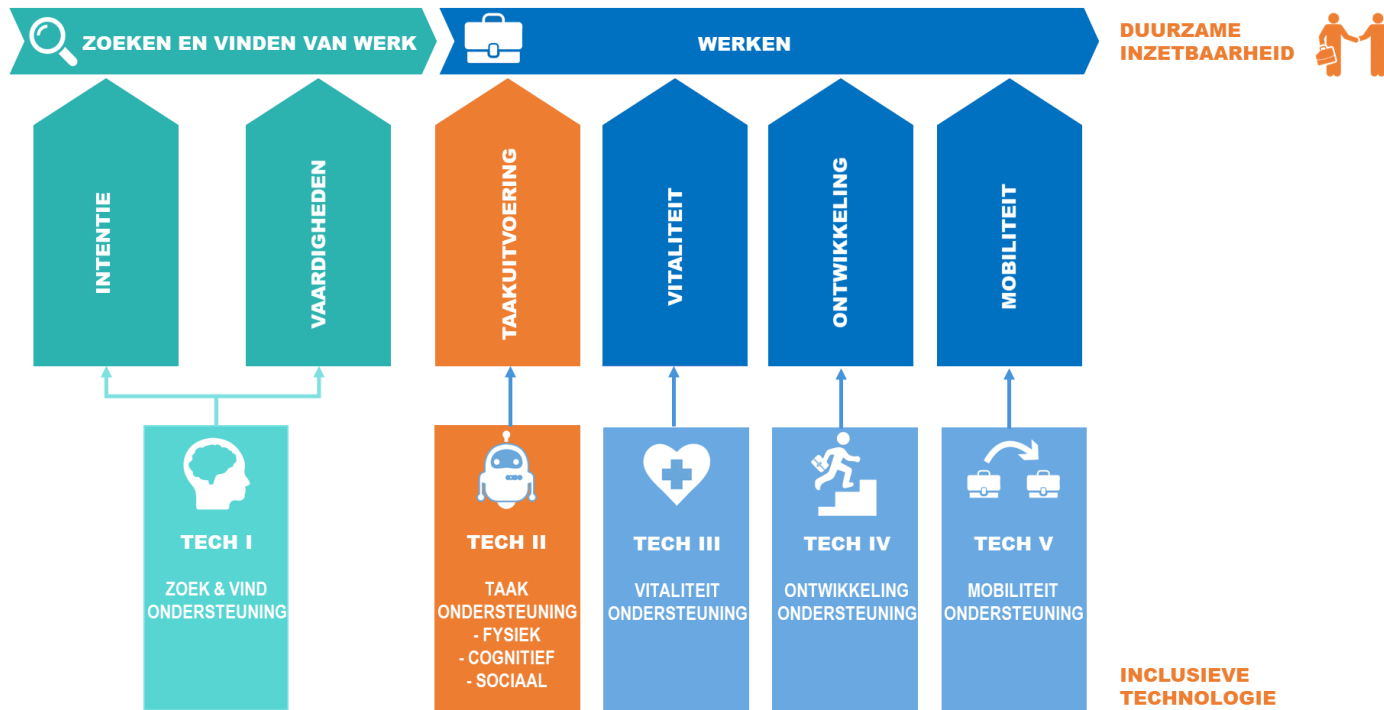 ZOEKEN EN VINDEN VAN WERK
WERKEN
DUURZAME
INZETBAARHEID
INTENTIE
VAARDIGHEDEN
TAAKUITVOERING
VITALITEIT
ONTWIKKELING
MOBILITEIT
TECH I
ZOEK & VIND
ONDERSTEUNING
TECH II
TAAK
ONDERSTEUNING
- FYSIEK
- COGNITIEF
- SOCIAAL
TECH III
VITALITEIT
ONDERSTEUNING
TECH IV
ONTWIKKELING
ONDERSTEUNING
TECH V
MOBILITEIT
ONDERSTEUNING
INCLUSIEVE
TECHNOLOGIE